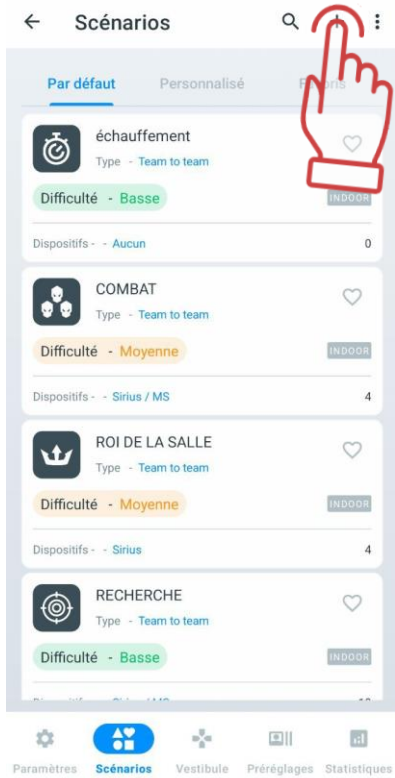 Scénarios
Par défaut Personnalisé
échauffement
Type - Team to team
Difficulté - Basse INDOOR
Dispositifs - - Aucun 0
COMBAT
Type - Team to team
Difficulté - Moyenne INDOOR
Dispositifs - - Sirius / MS 4
ROI DE LA SALLE
Type - Team to team
Difficulté - Moyenne INDOOR
Dispositifs - - Sirius 4
RECHERCHE
Type - Team to team
Difficulté - Basse INDOOR
Paramètres Scénarios Vestibule Préréglages Statistiques